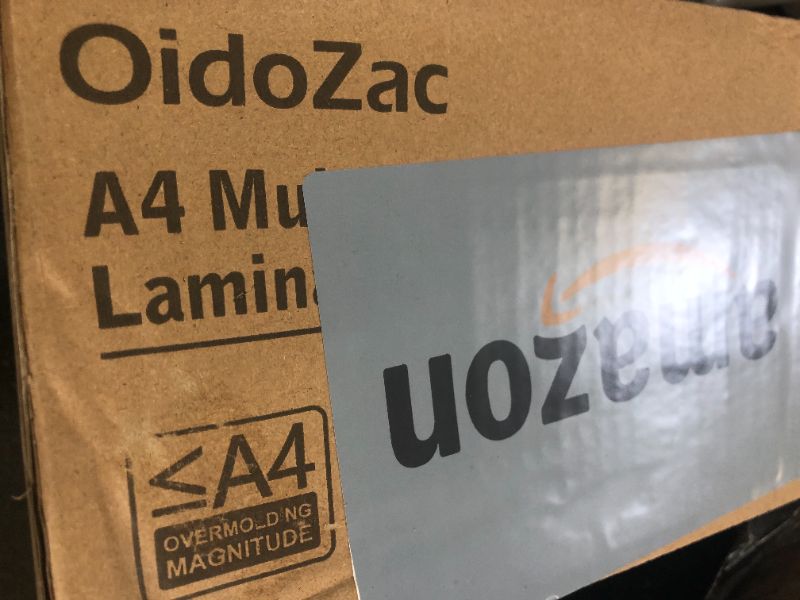 OidoZac
A4 Mu
Lamin
≤A4
OVERMOLDING
MAGNITUDE
amazon